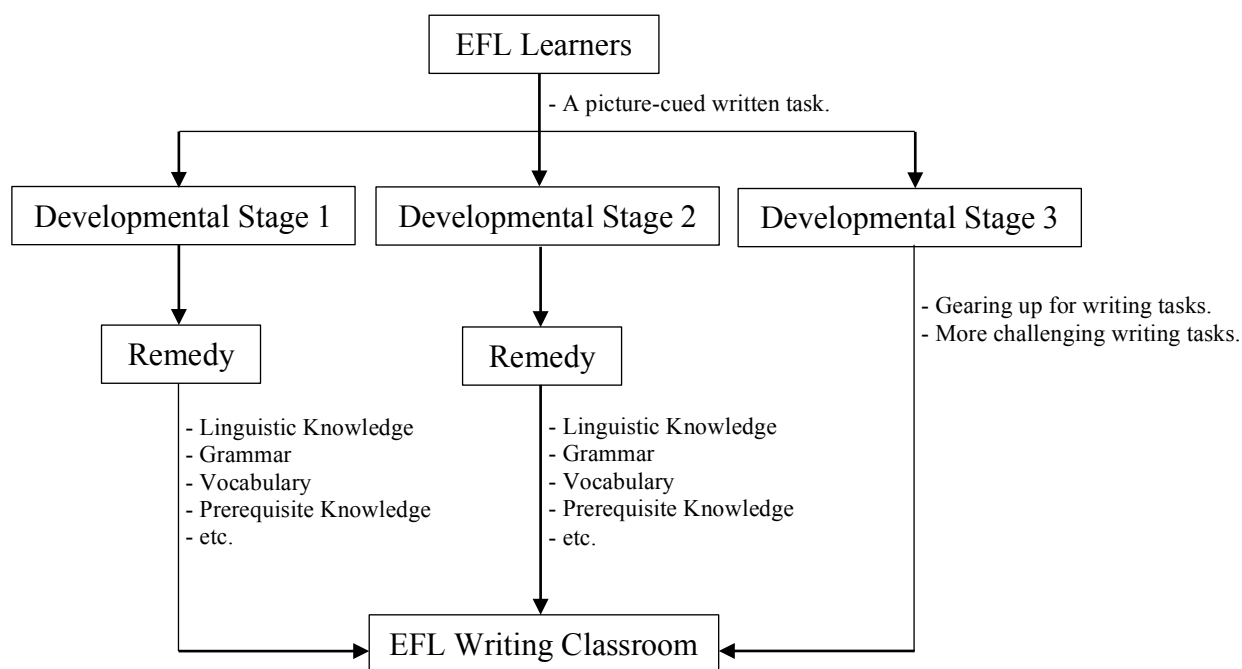 EFL Learners
- A picture-cued written task.
Developmental Stage 1
Developmental Stage 2
Developmental Stage 3
- Gearing up for writing tasks.
- More challenging writing tasks.
Remedy
Remedy
- Linguistic Knowledge
- Grammar
- Vocabulary
- Prerequisite Knowledge
- etc.
- Linguistic Knowledge
- Grammar
- Vocabulary
- Prerequisite Knowledge
- etc.
EFL Writing Classroom